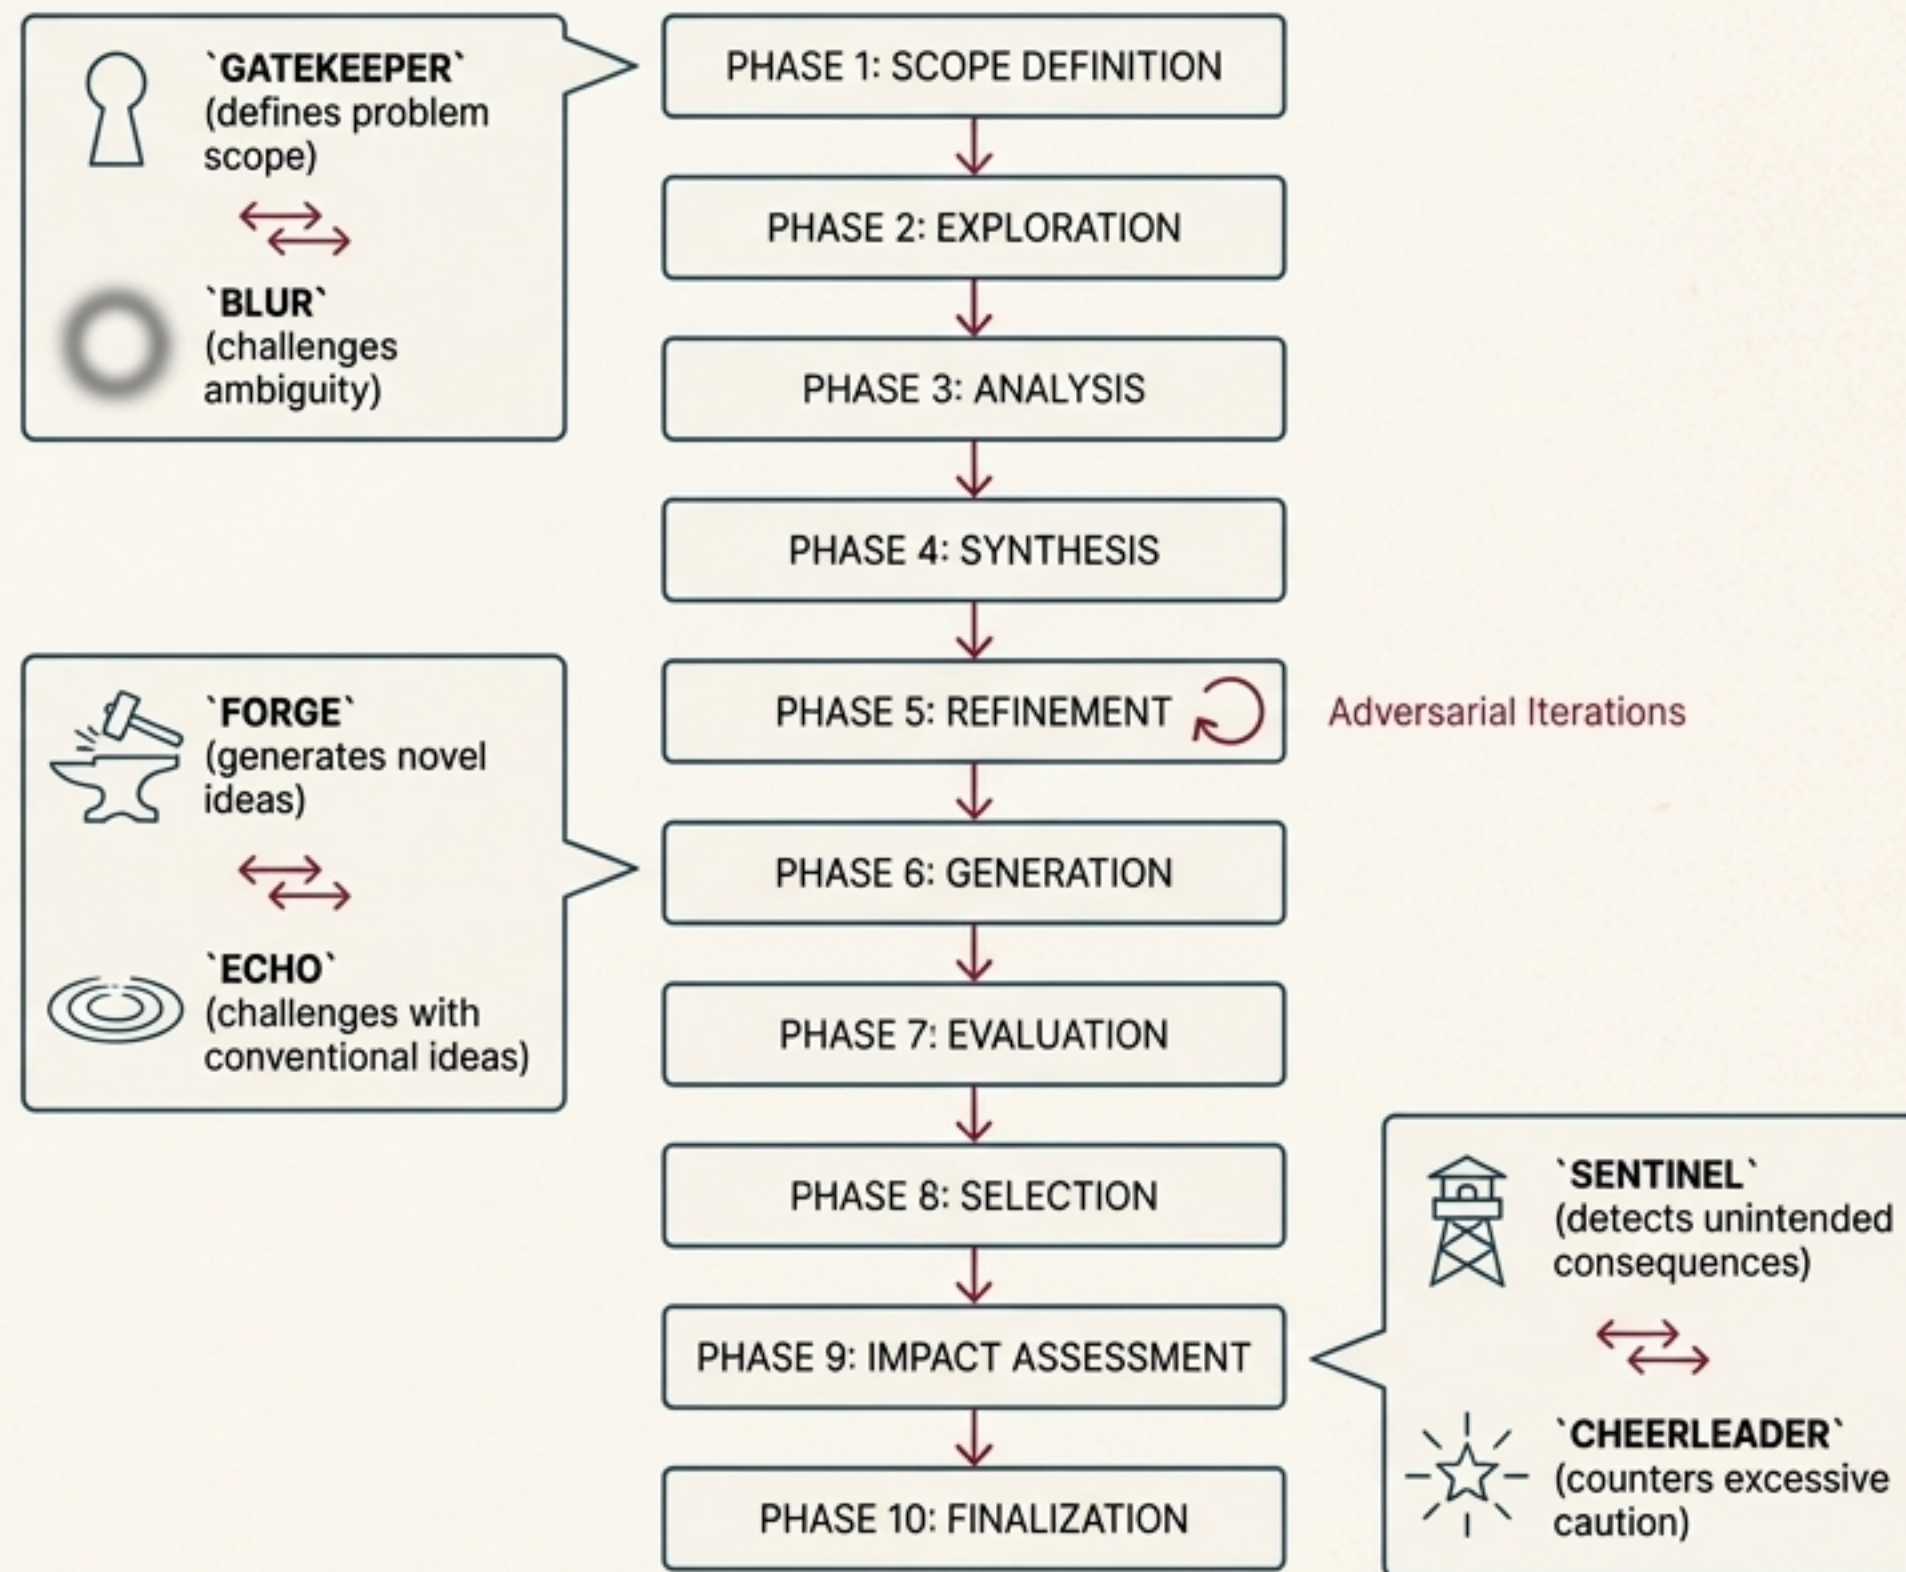 `GATEKEEPER`
(defines problem
scope)
`BLUR`
(challenges
ambiguity)
PHASE 1: SCOPE DEFINITION
PHASE 2: EXPLORATION
PHASE 3: ANALYSIS
PHASE 4: SYNTHESIS
PHASE 5: REFINEMENT
Adversarial Iterations
`FORGE`
(generates novel
ideas)
`ECHO`
(challenges with
conventional ideas)
PHASE 6: GENERATION
PHASE 7: EVALUATION
PHASE 8: SELECTION
PHASE 9: IMPACT ASSESSMENT
`SENTINEL`
(detects unintended
consequences)
`CHEERLEADER`
(counters excessive
caution)
PHASE 10: FINALIZATION